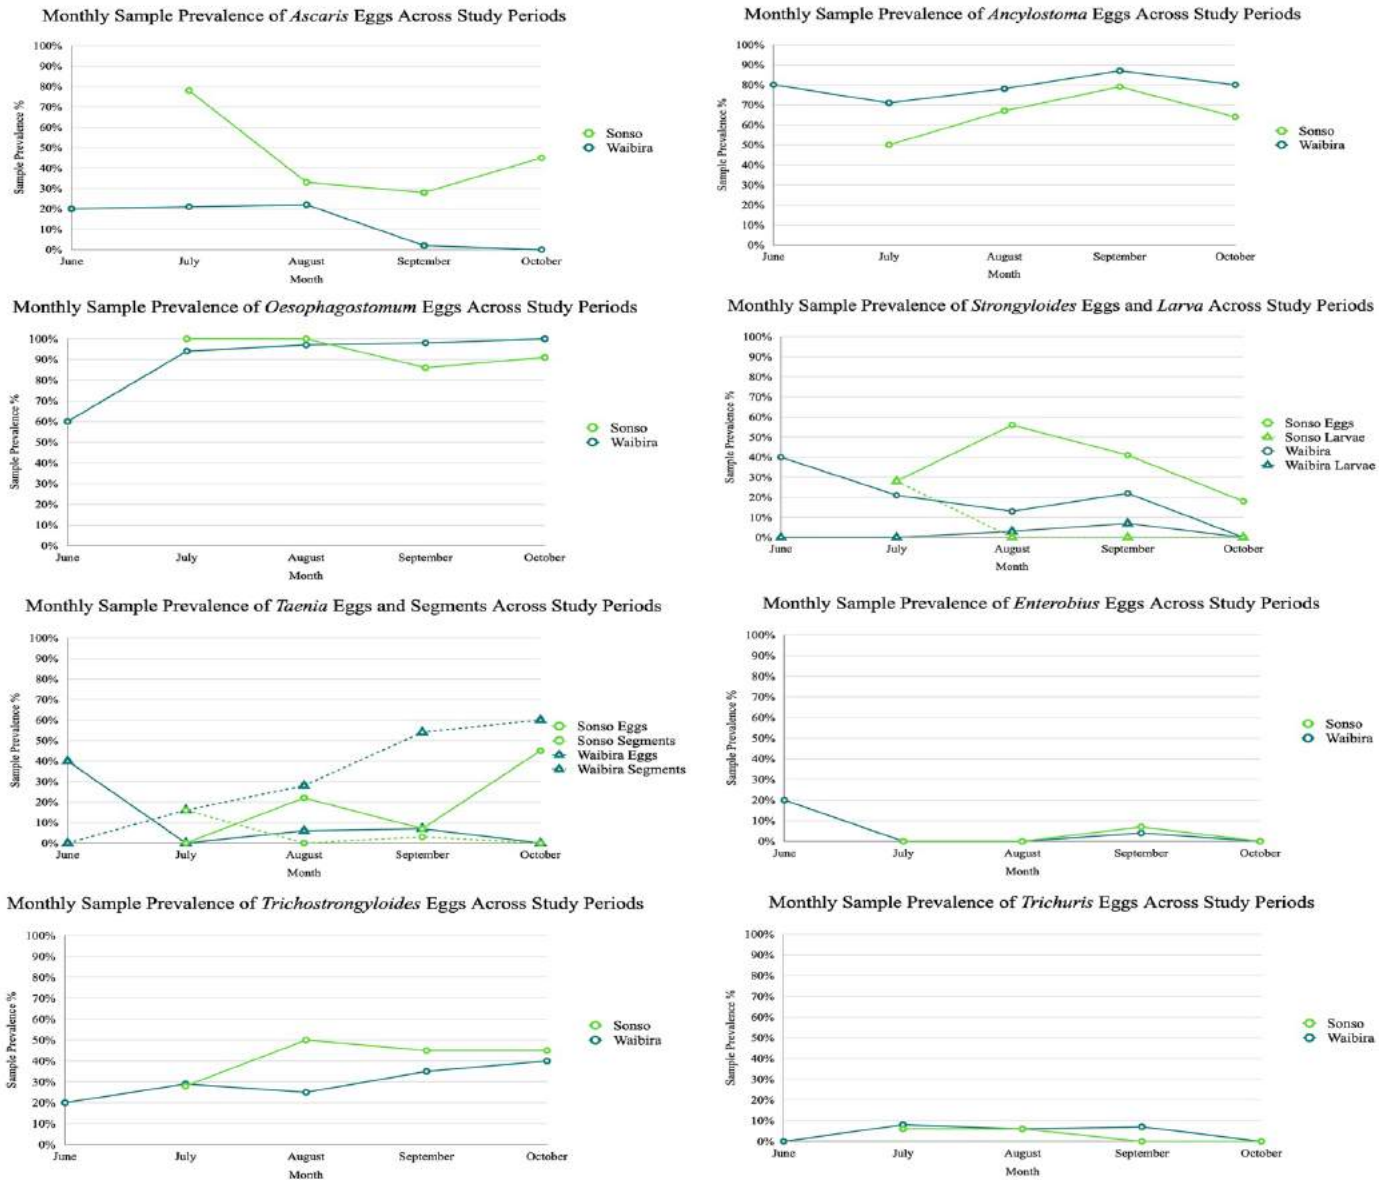 Monthly Sample Prevalence of Ascaris Eggs Across Study Periods
100%
90%
80%
70%
60%
50%
40%
30%
20%
10%
0%
Sample Prevalence %
June
July
August
September
October
Month
Sonso
Waibira
Monthly Sample Prevalence of Ancylostoma Eggs Across Study Periods
100%
90%
80%
70%
60%
50%
40%
30%
20%
10%
0%
Sample Prevalence %
June
July
August
September
October
Month
Sonso
Waibira
Monthly Sample Prevalence of Oesophagostomum Eggs Across Study Periods
100%
90%
80%
70%
60%
50%
40%
30%
20%
10%
0%
Sample Prevalence %
June
July
August
September
October
Month
Sonso
Waibira
Monthly Sample Prevalence of Strongyloides Eggs and Larva Across Study Periods
100%
90%
80%
70%
60%
50%
40%
30%
20%
10%
0%
Sample Prevalence %
June
July
August
September
October
Month
Sonso Eggs
Sonso Larvae
Waibira
Waibira Larvae
Monthly Sample Prevalence of Taenia Eggs and Segments Across Study Periods
100%
90%
80%
70%
60%
50%
40%
30%
20%
10%
0%
Sample Prevalence %
June
July
August
September
October
Month
Sonso Eggs
Sonso Segments
Waibira Eggs
Waibira Segments
Monthly Sample Prevalence of Enterobius Eggs Across Study Periods
100%
90%
80%
70%
60%
50%
40%
30%
20%
10%
0%
Sample Prevalence %
June
July
August
September
October
Month
Sonso
Waibira
Monthly Sample Prevalence of Trichostrongyloides Eggs Across Study Periods
100%
90%
80%
70%
60%
50%
40%
30%
20%
10%
0%
Sample Prevalence %
June
July
August
September
October
Month
Sonso
Waibira
Monthly Sample Prevalence of Trichuris Eggs Across Study Periods
100%
90%
80%
70%
60%
50%
40%
30%
20%
10%
0%
Sample Prevalence %
June
July
August
September
October
Month
Sonso
Waibira